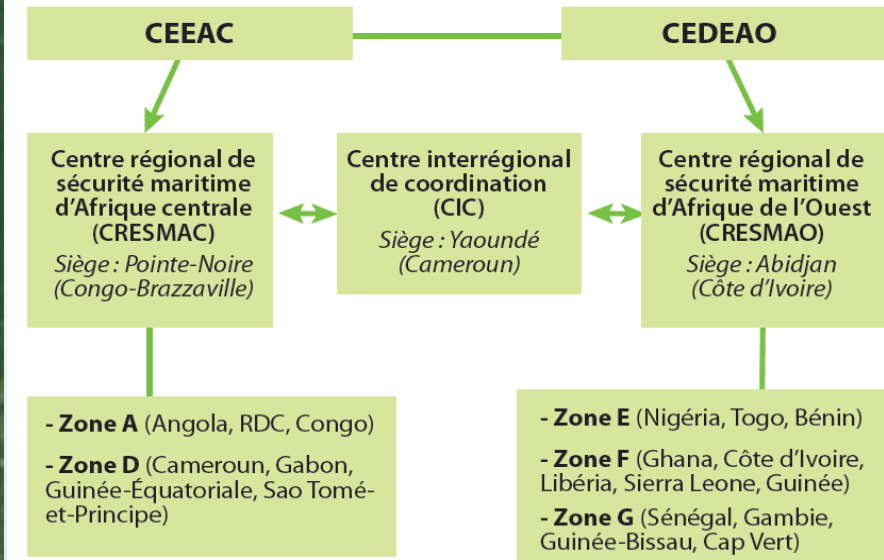 CEEAC
CEDEAO
Centre régional de
sécurité maritime
d’Afrique centrale
(CRESMAC)
Siège : Pointe-Noire
(Congo-Brazzaville)
Centre interrégional
de coordination
(CIC)
Siège : Yaoundé
(Cameroun)
Centre régional de
sécurité maritime
d’Afrique de l’Ouest
(CRESMAO)
Siège : Abidjan
(Côte d’Ivoire)
- Zone A (Angola, RDC, Congo)
- Zone D (Cameroun, Gabon,
Guinée-Équatoriale, Sao Tomé-
et-Principe)
- Zone E (Nigéria, Togo, Bénin)
- Zone F (Ghana, Côte d’Ivoire,
Libéria, Sierra Leone, Guinée)
- Zone G (Sénégal, Gambie,
Guinée-Bissau, Cap Vert)